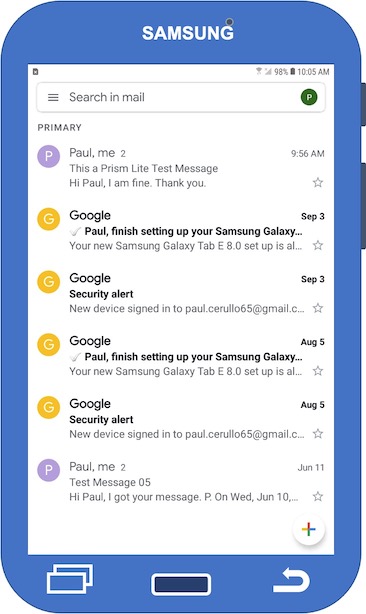 SAMSUNG
98% 10:05 AM
Search in mail P
PRIMARY
P Paul, me 2 9:56 AM
This a Prism Lite Test Message
Hi Paul, I am fine. Thank you.
G Google Sep 3
Paul, finish setting up your Samsung Galaxy...
Your new Samsung Galaxy Tab E 8.0 set up is al...
G Google Sep 3
Security alert
New device signed in to paul.cerullo65@gmail.c...
G Google Aug 5
Paul, finish setting up your Samsung Galaxy...
Your new Samsung Galaxy Tab E 8.0 set up is al...
G Google Aug 5
Security alert
New device signed in to paul.cerullo65@gmail.c...
P Paul, me 2 Jun 11
Test Message 05
Hi Paul, I got your message. P. On Wed, Jun 10,...